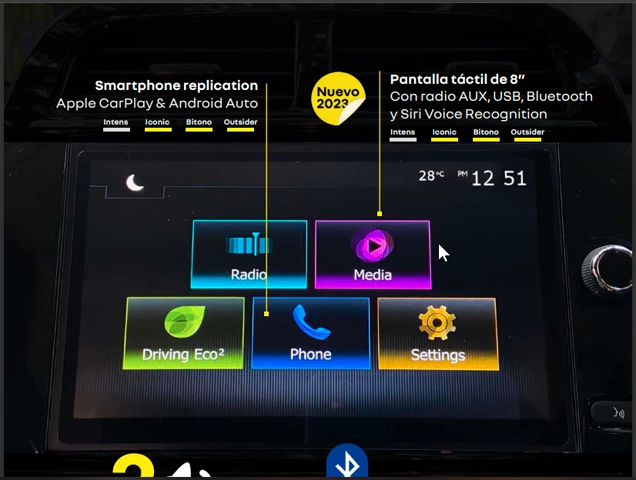 Smartphone replication
Apple CarPlay & Android Auto
Intens Iconic Bitono Outsider
Nuevo
2023
Pantalla táctil de 8”
Con radio AUX, USB, Bluetooth
y Siri Voice Recognition
Intens Iconic Bitono Outsider
28°C PM 12 51
Radio
Media
Driving Eco²
Phone
Settings